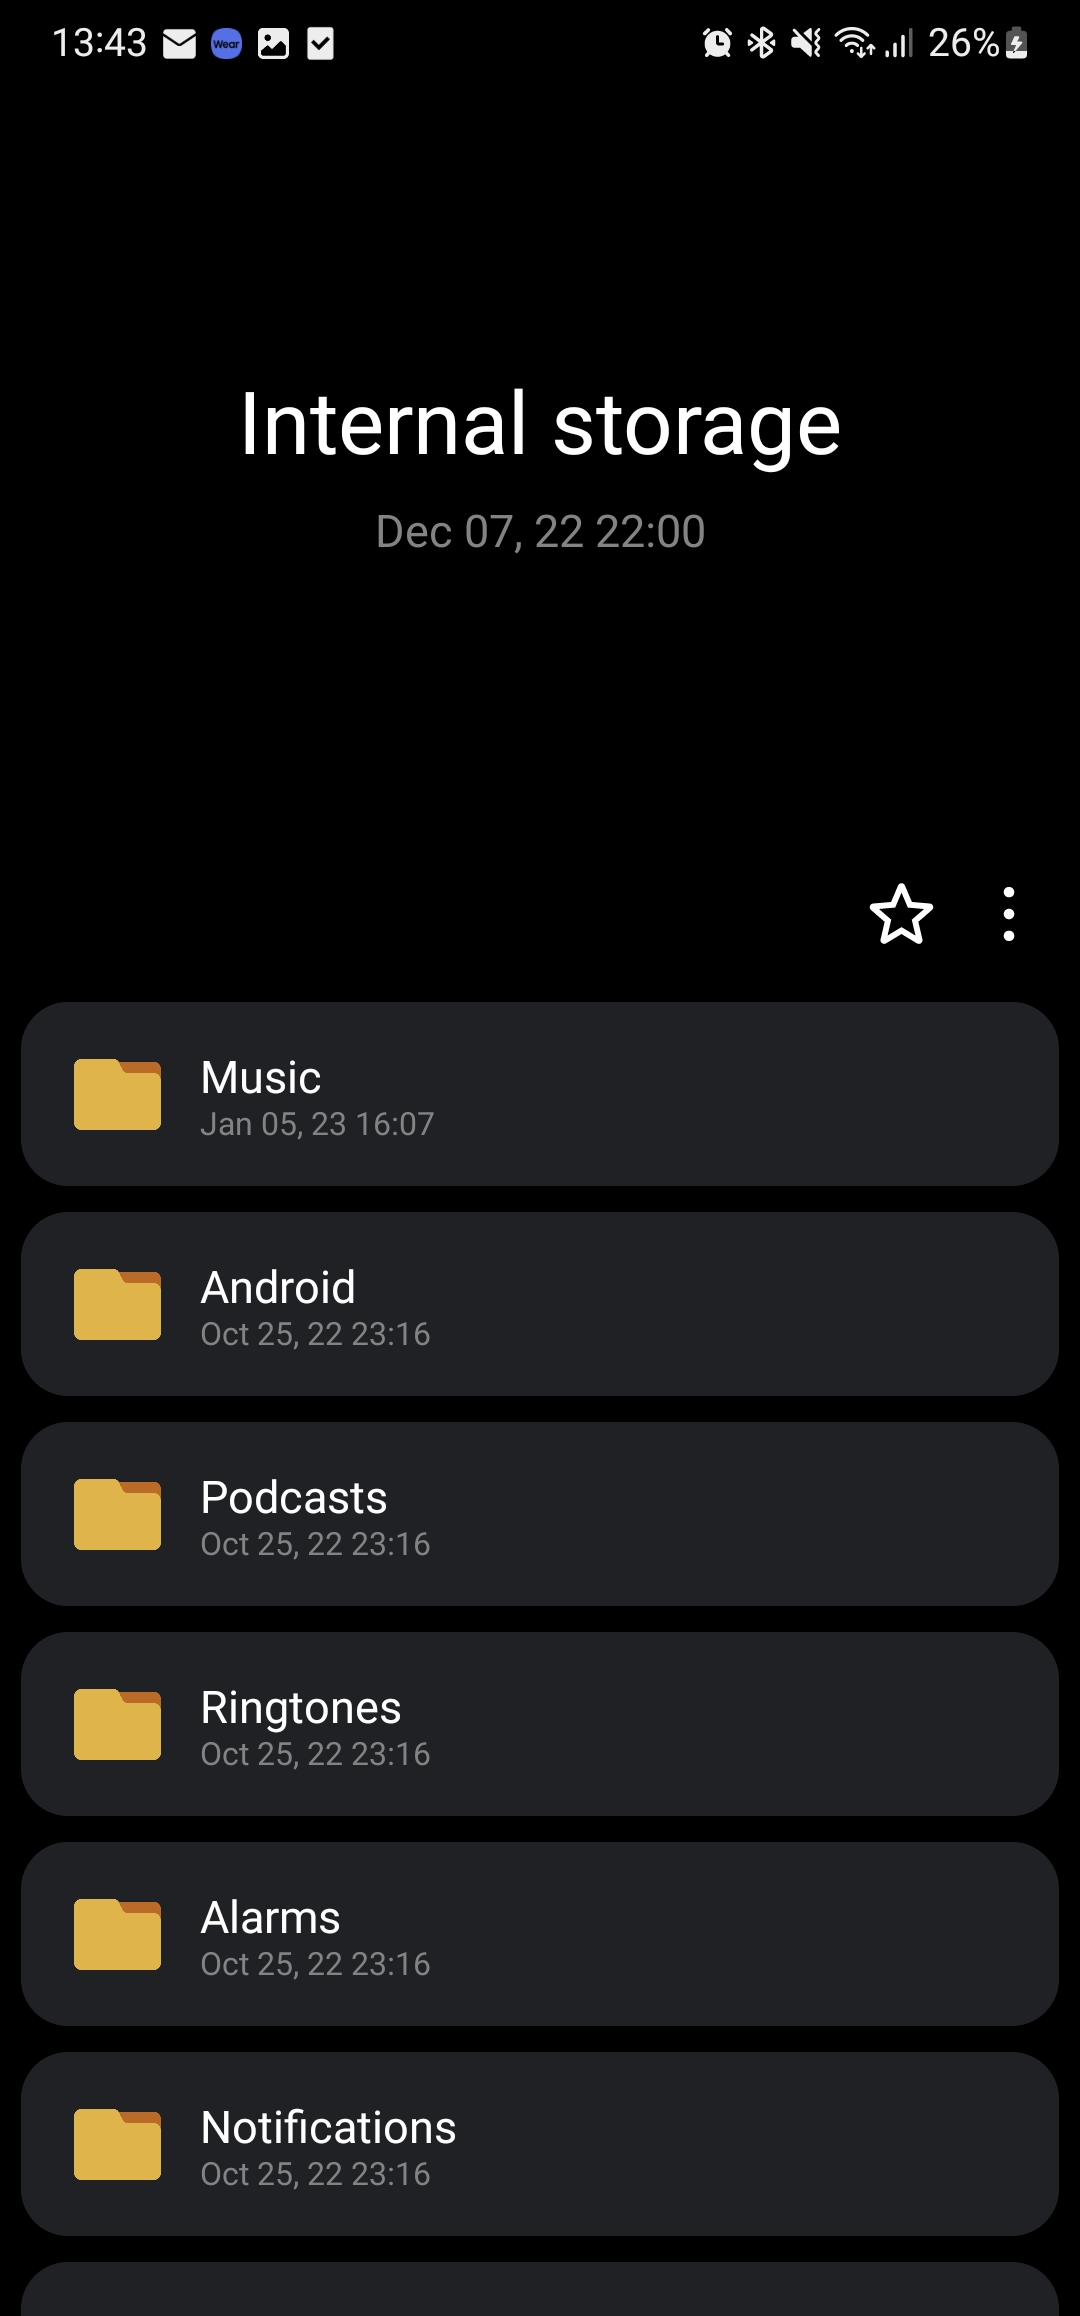 13:43 Wear 26%
Internal storage
Dec 07, 22 22:00
Music
Jan 05, 23 16:07
Android
Oct 25, 22 23:16
Podcasts
Oct 25, 22 23:16
Ringtones
Oct 25, 22 23:16
Alarms
Oct 25, 22 23:16
Notifications
Oct 25, 22 23:16